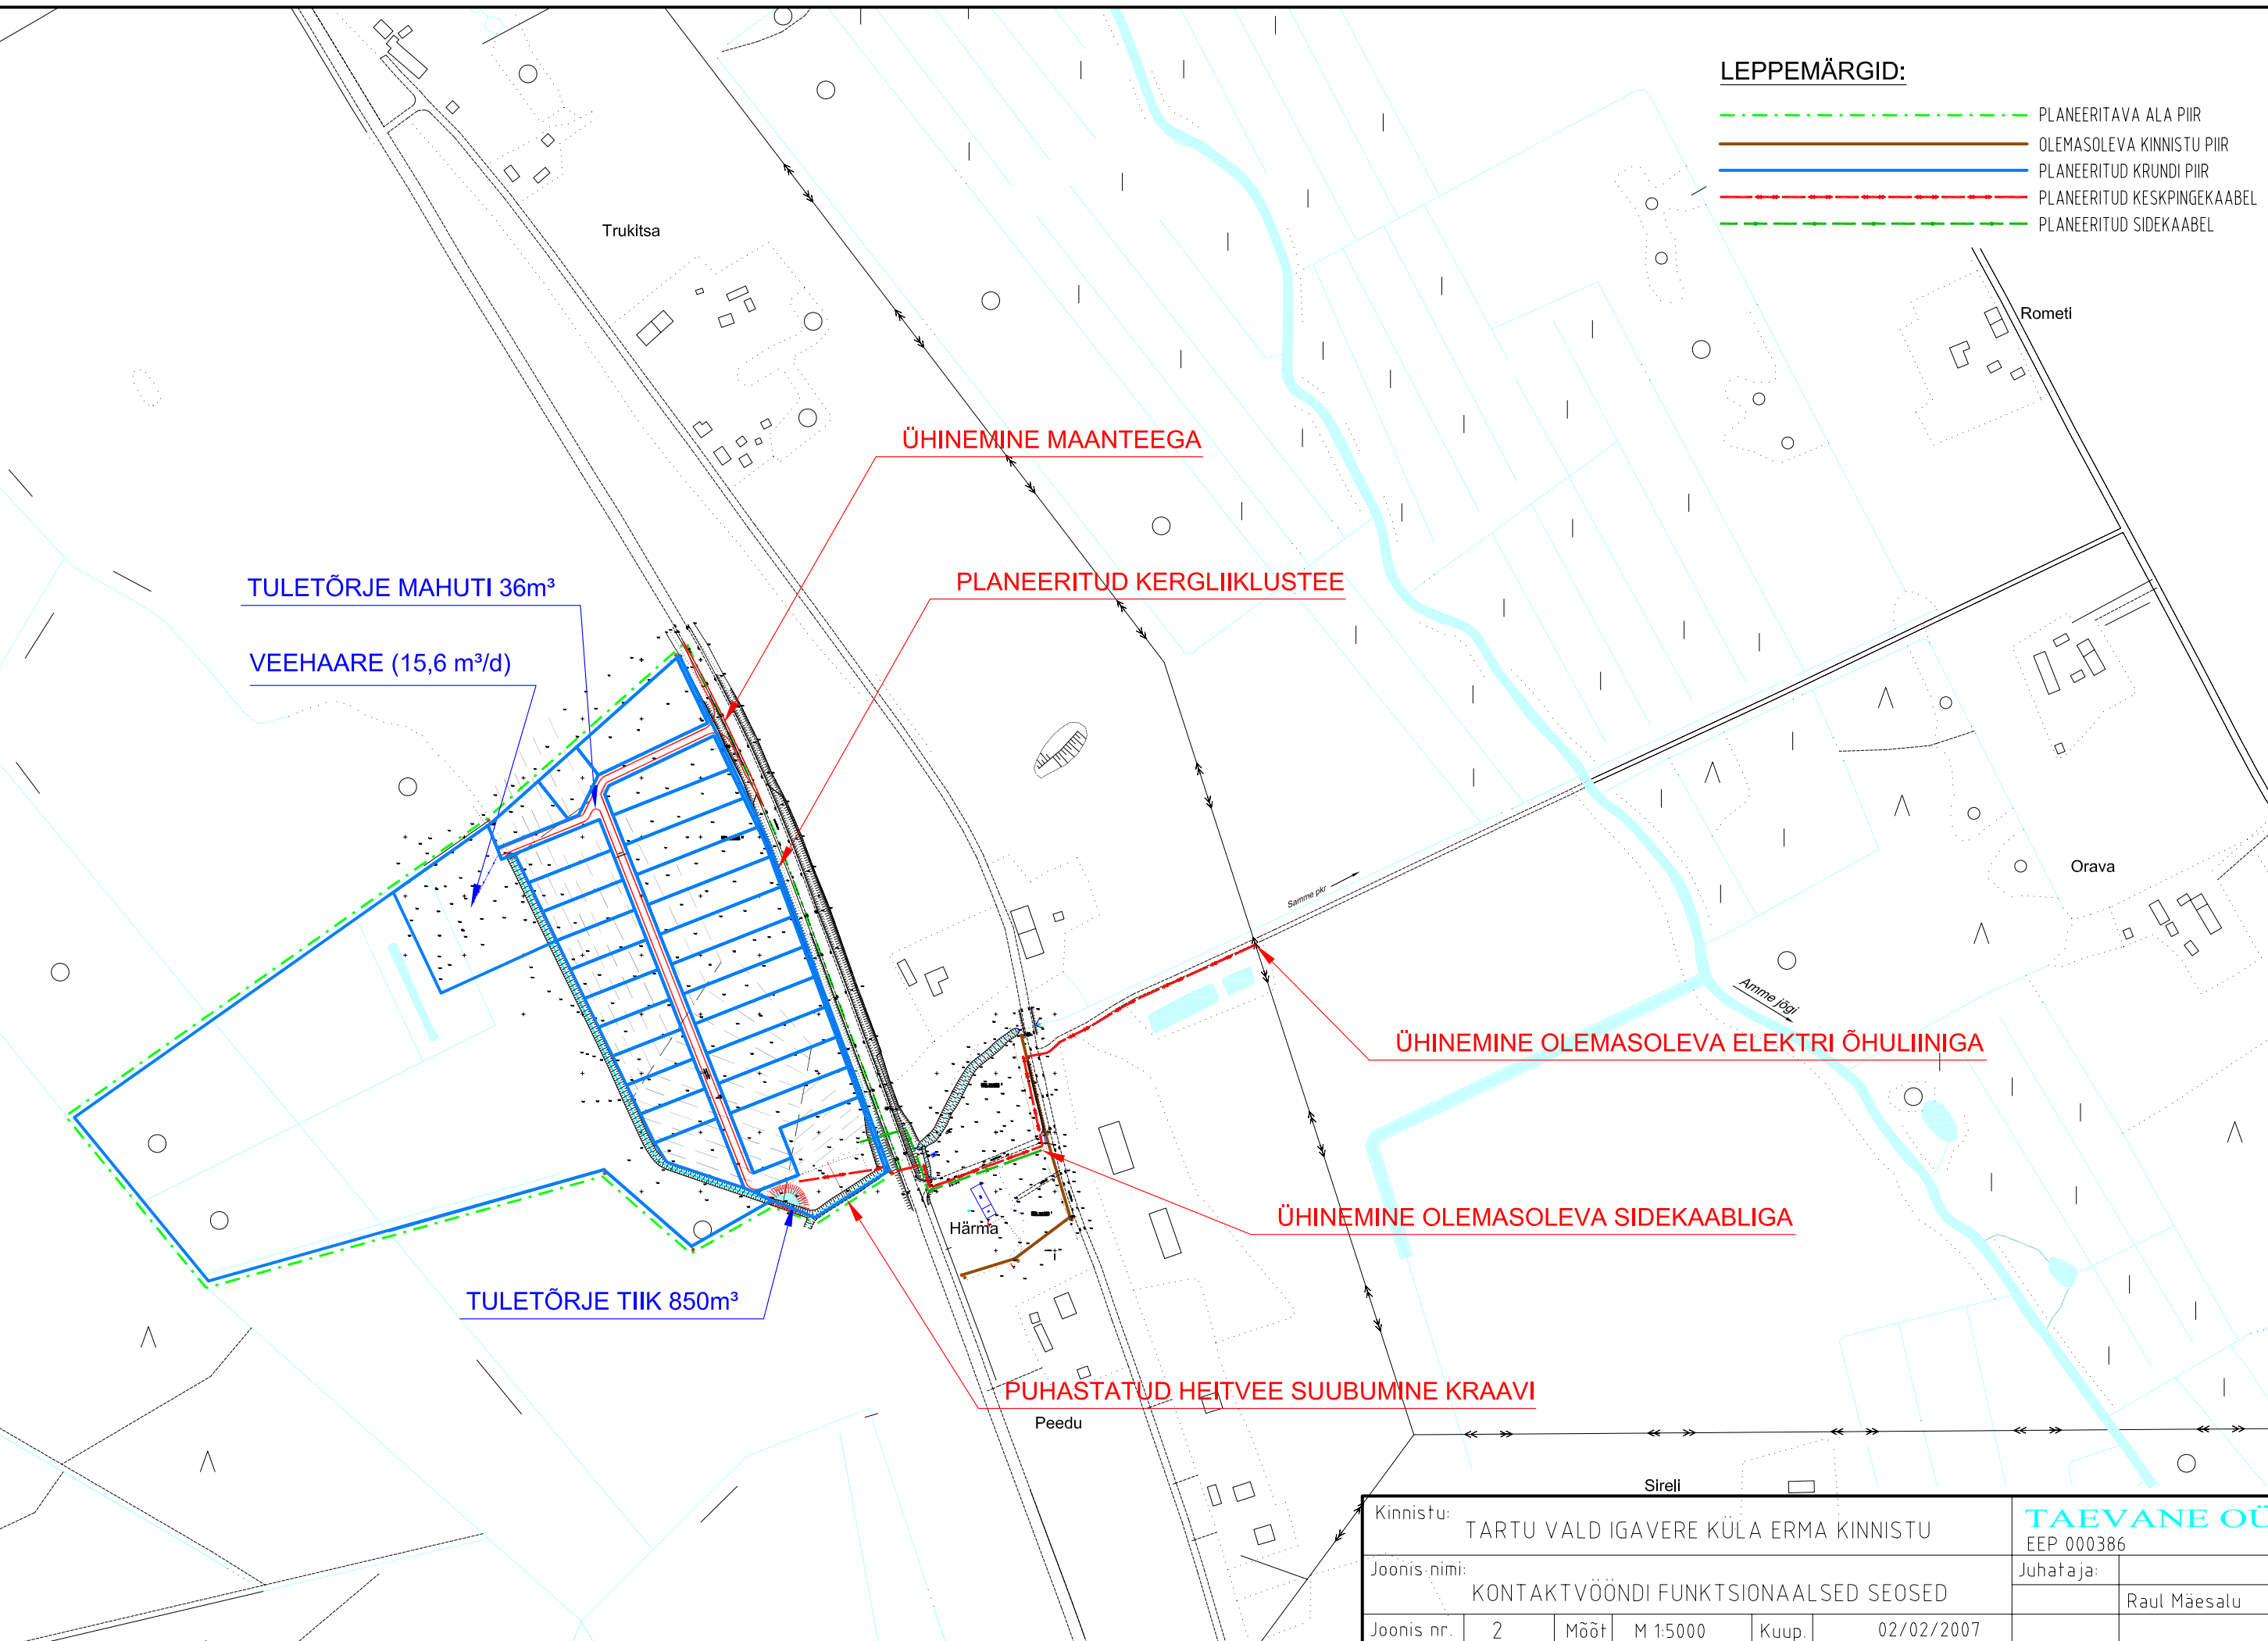 LEPPEMÄRGID:
PLANEERITAVA ALA PIIR
OLEMASOLEVA KINNISTU PIIR
PLANEERITUD KRUNDI PIIR
PLANEERITUD KESKPINGEKAABEL
PLANEERITUD SIDEKAABEL
Trukitsa
Rometi
ÜHINEMINE MAANTEEGA
PLANEERITUD KERGLIIKLUSTEE
TULETÕRJE MAHUTI 36m³
VEEHAARE (15,6 m³/d)
Samme pkr
Orava
Amme jõgi
ÜHINEMINE OLEMASOLEVA ELEKTRI ÕHULIINIGA
ÜHINEMINE OLEMASOLEVA SIDEKAABLIGA
Härma
TULETÕRJE TIIK 850m³
PUHASTATUD HEITVEE SUUBUMINE KRAAVI
Peedu
Sireli
Kinnistu:
TARTU VALD IGAVERE KÜLA ERMA KINNISTU
TAEVANE OÜ
EEP 000386
Joonis nimi:
KONTAKTVÖÖNDI FUNKTSIONAALSED SEOSED
Juhataja:
Raul Mäesalu
Joonis nr. 2 Mõõt M 1:5000 Kuup. 02/02/2007